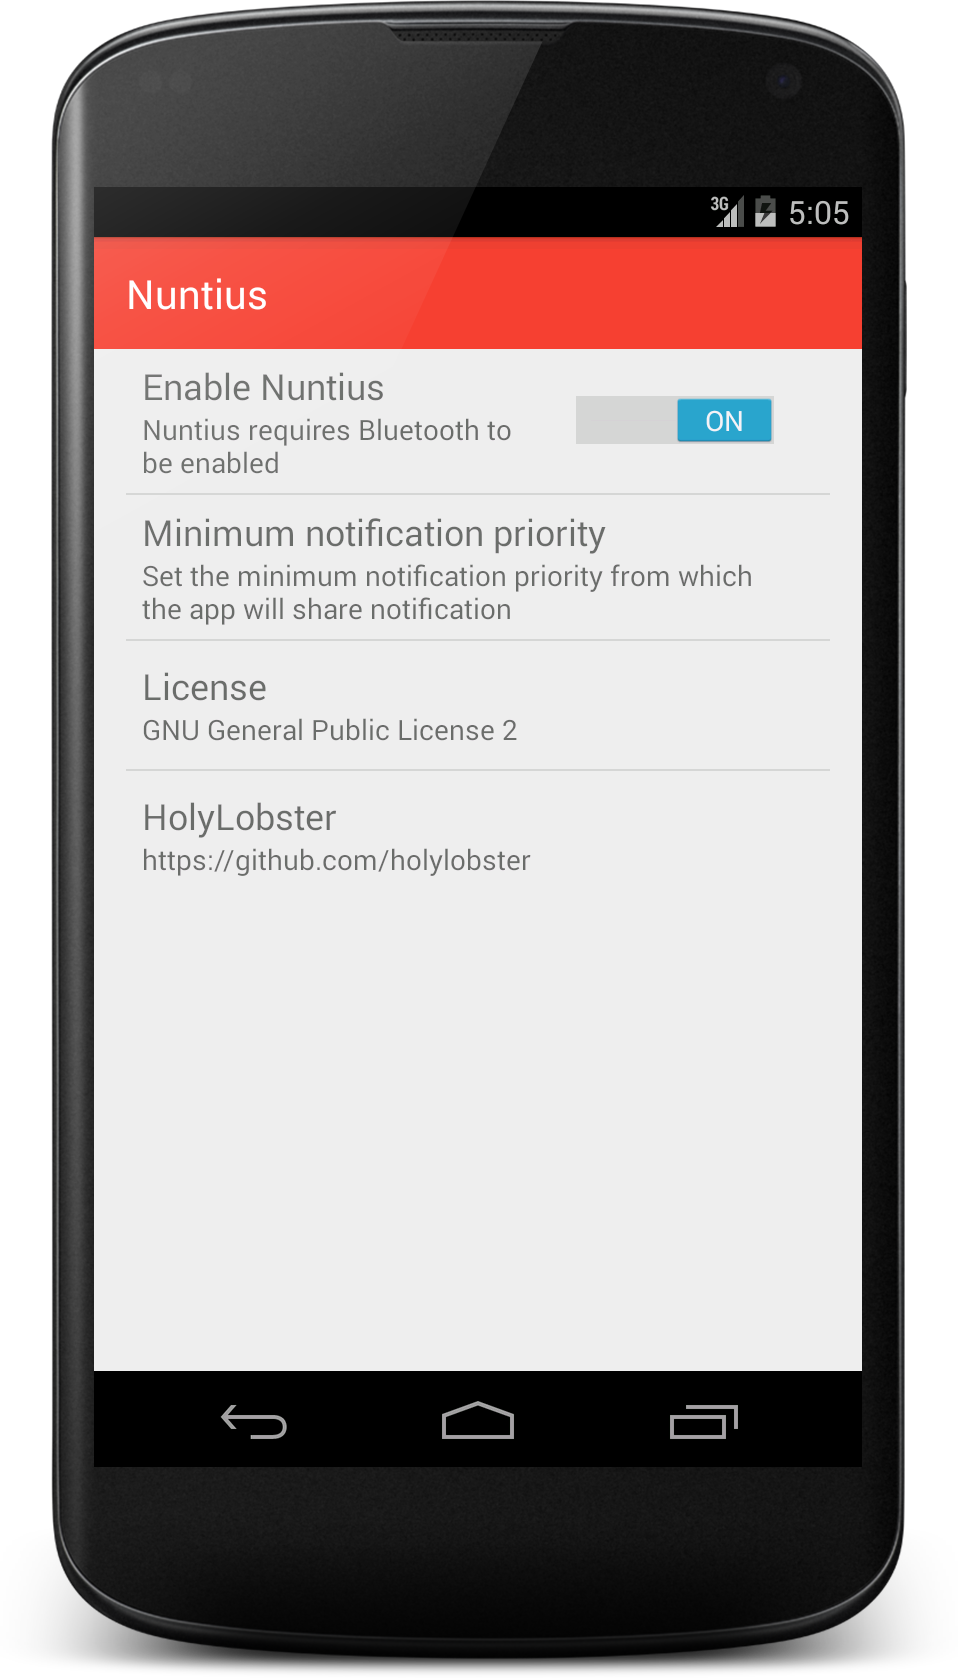 3G 5:05
Nuntius
Enable Nuntius
Nuntius requires Bluetooth to
be enabled
ON
Minimum notification priority
Set the minimum notification priority from which
the app will share notification
License
GNU General Public License 2
HolyLobster
https://github.com/holylobster